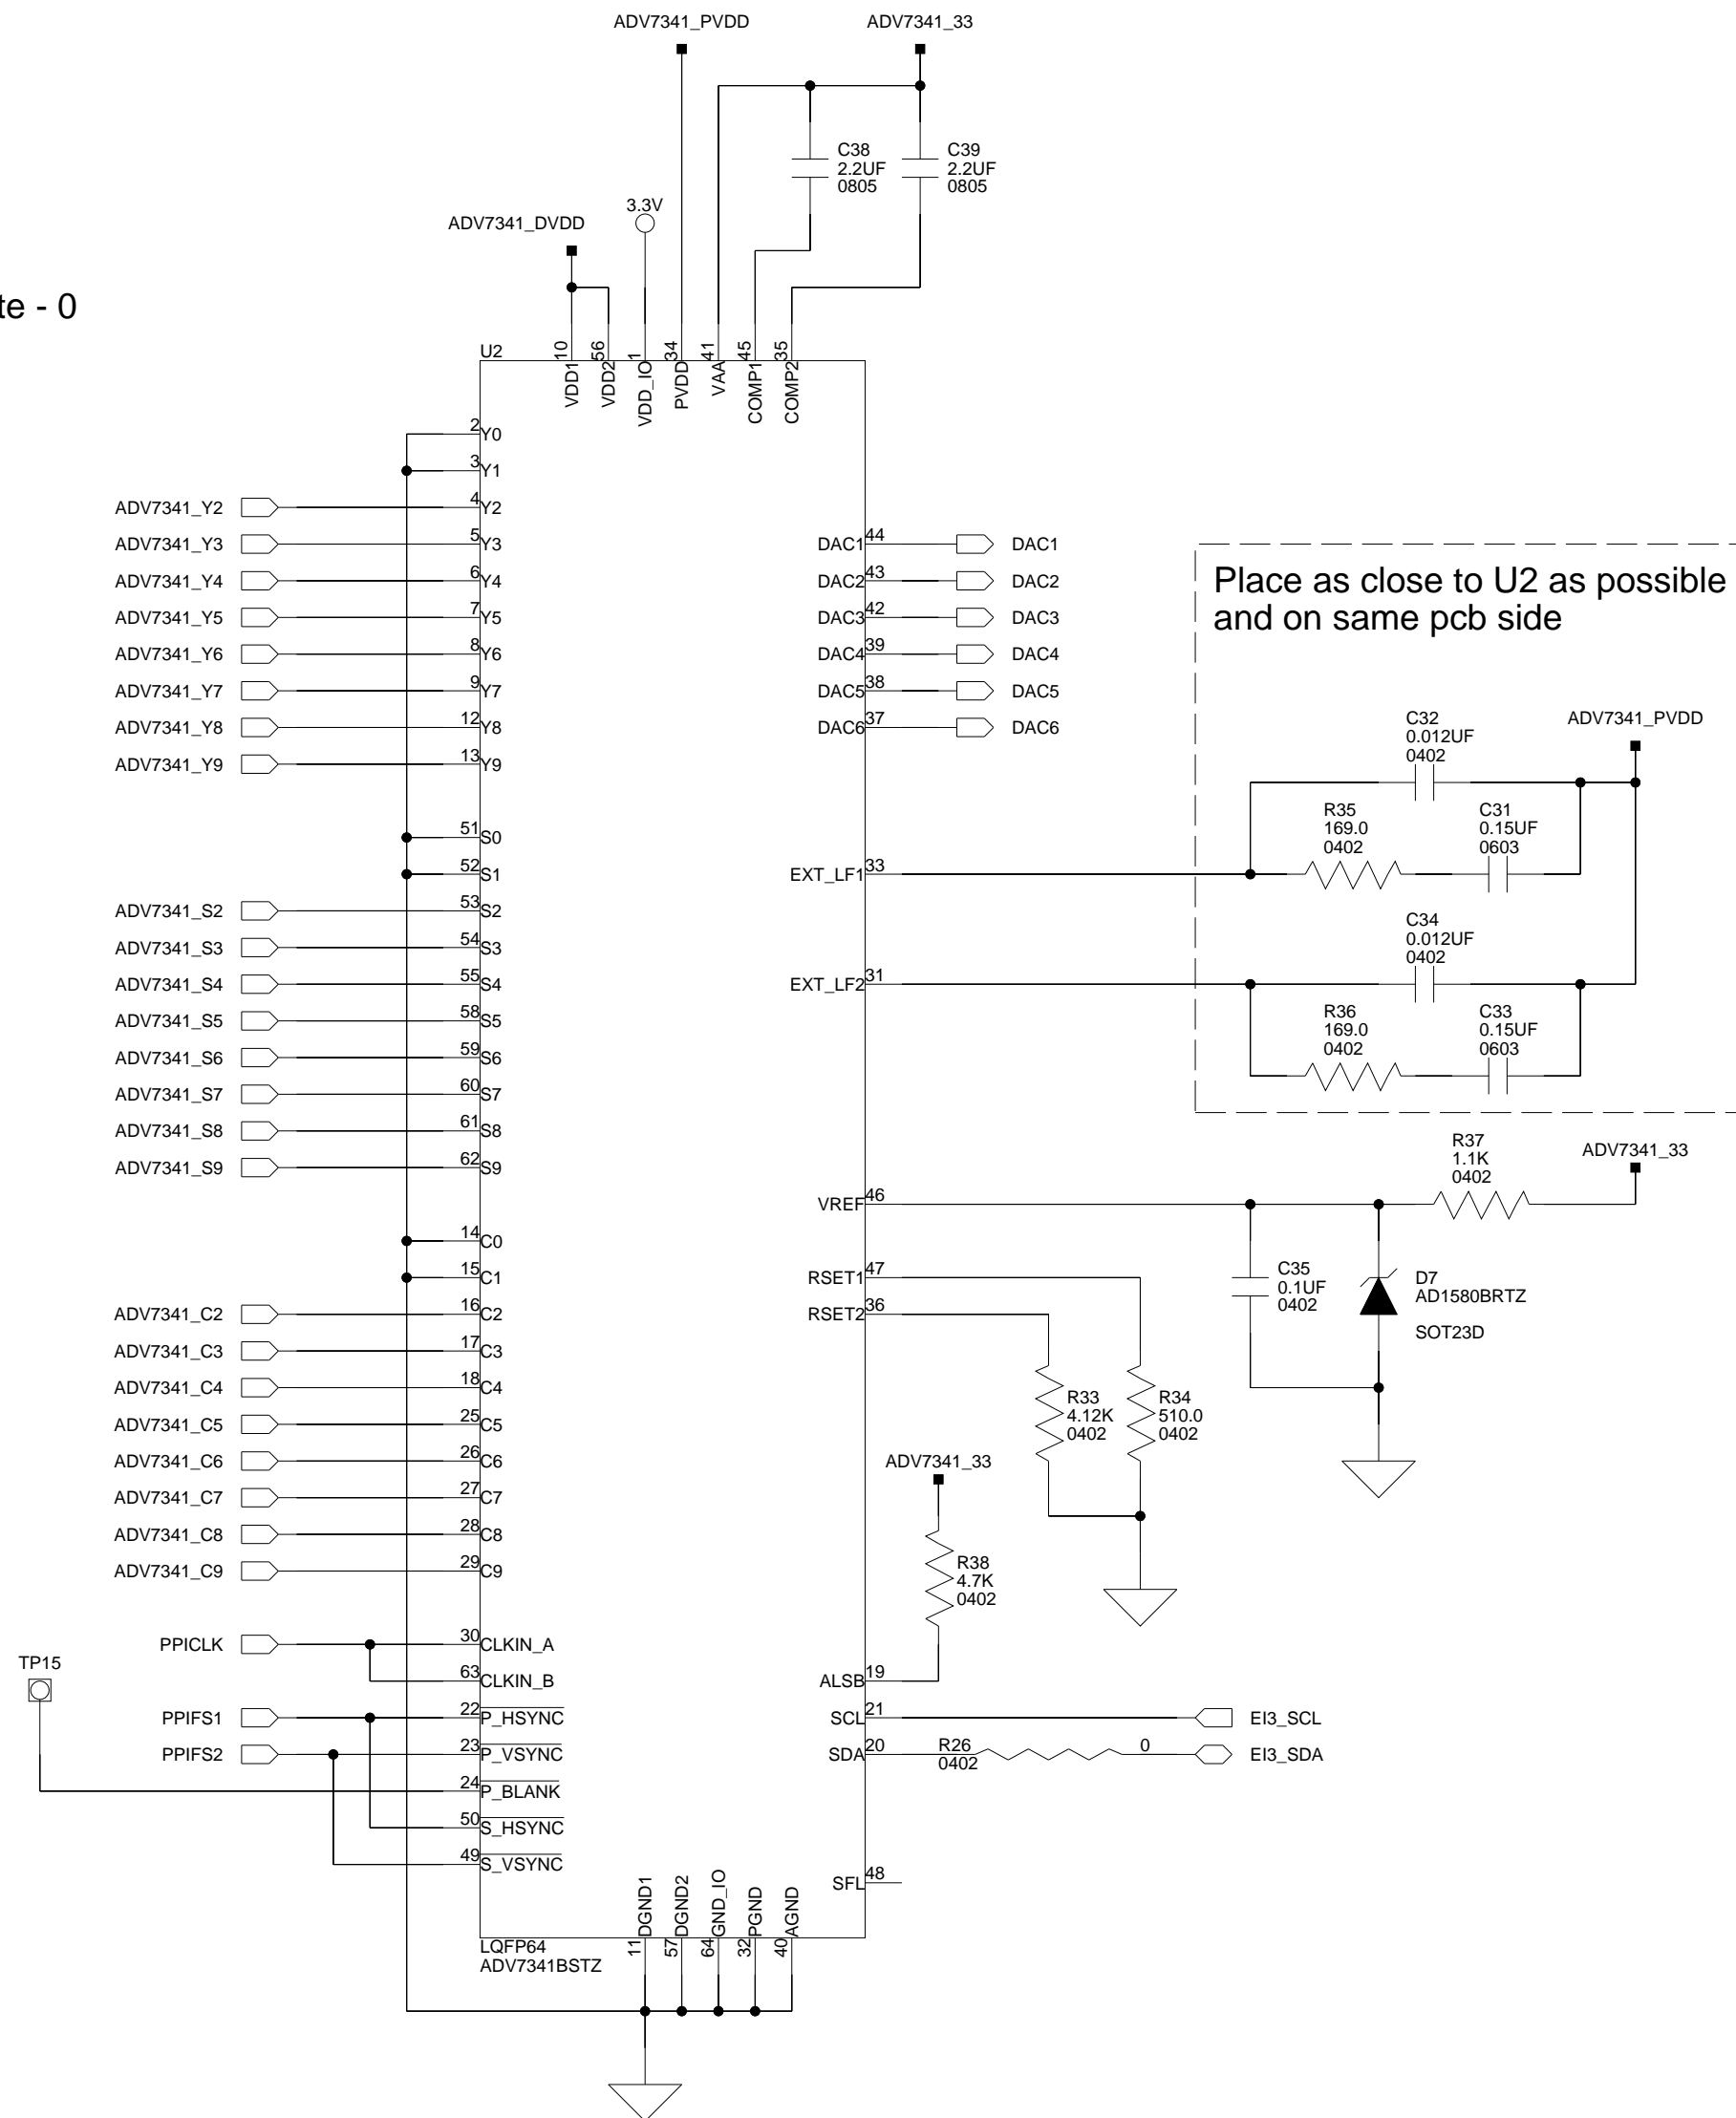 ADV7341_PVDD
ADV7341_33
C38
2.2UF
0805
C39
2.2UF
0805
3.3V
ADV7341_DVDD
te - 0
U2
10
56
1
34
41
45
35
VDD1
VDD2
VDD_IO
PVDD
VAA
COMP1
COMP2
2 Y0
3 Y1
ADV7341_Y2 4 Y2
ADV7341_Y3 5 Y3
ADV7341_Y4 6 Y4
ADV7341_Y5 7 Y5
ADV7341_Y6 8 Y6
ADV7341_Y7 9 Y7
ADV7341_Y8 12 Y8
ADV7341_Y9 13 Y9
51 S0
52 S1
ADV7341_S2 53 S2
ADV7341_S3 54 S3
ADV7341_S4 55 S4
ADV7341_S5 58 S5
ADV7341_S6 59 S6
ADV7341_S7 60 S7
ADV7341_S8 61 S8
ADV7341_S9 62 S9
14 C0
15 C1
ADV7341_C2 16 C2
ADV7341_C3 17 C3
ADV7341_C4 18 C4
ADV7341_C5 25 C5
ADV7341_C6 26 C6
ADV7341_C7 27 C7
ADV7341_C8 28 C8
ADV7341_C9 29 C9
PPICLK 30 CLKIN_A
63 CLKIN_B
TP15
PPIFS1 22 P_HSYNC
PPIFS2 23 P_VSYNC
24 P_BLANK
50 S_HSYNC
49 S_VSYNC
DAC1 44 DAC1
DAC2 43 DAC2
DAC3 42 DAC3
DAC4 39 DAC4
DAC5 38 DAC5
DAC6 37 DAC6
Place as close to U2 as possible
and on same pcb side
C32
0.012UF
0402
ADV7341_PVDD
R35
169.0
0402
C31
0.15UF
0603
EXT_LF1 33
C34
0.012UF
0402
EXT_LF2 31
R36
169.0
0402
C33
0.15UF
0603
R37
1.1K
0402
ADV7341_33
VREF 46
RSET1 47
RSET2 36
C35
0.1UF
0402
D7
AD1580BRTZ
SOT23D
R33
4.12K
0402
R34
510.0
0402
ADV7341_33
R38
4.7K
0402
ALSB 19
SCL 21 EI3_SCL
SDA 20 R26 0 EI3_SDA
0402
SFL 48
DGND1
DGND2
GND_IO
PGND
AGND
LQFP64
ADV7341BSTZ
11
57
64
32
40